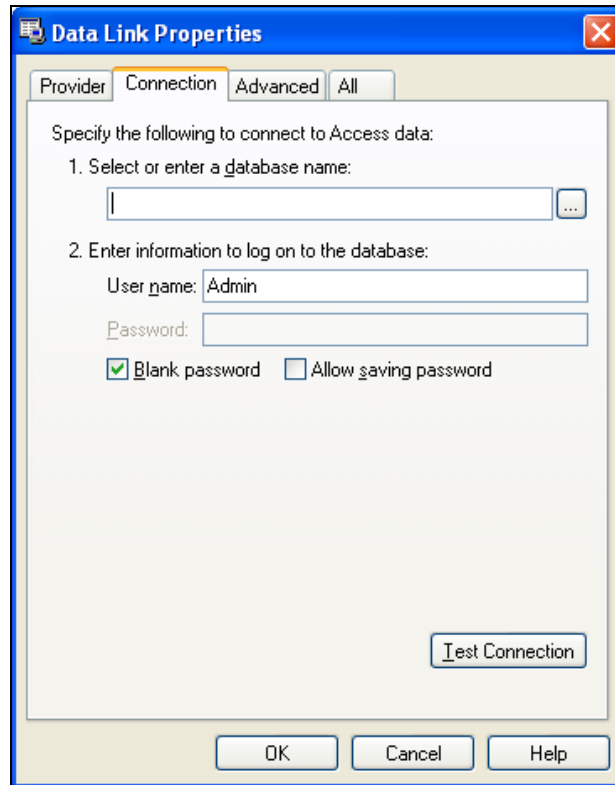 Data Link Properties
Provider Connection Advanced All
Specify the following to connect to Access data:
1. Select or enter a database name:
...
2. Enter information to log on to the database:
User name: Admin
Password:
Blank password Allow saving password
Test Connection
OK Cancel Help